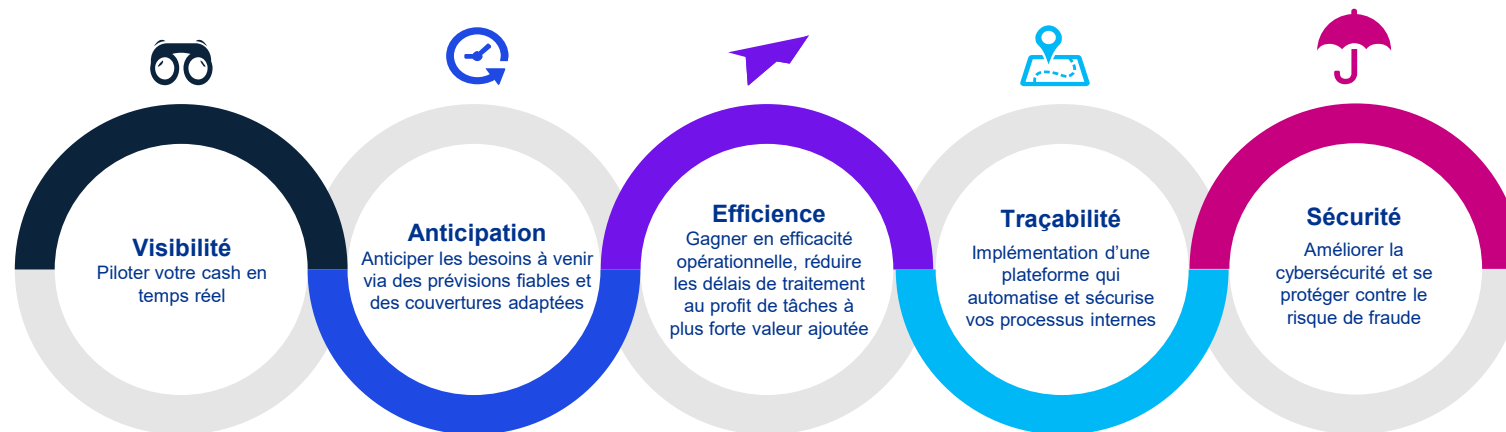 Visibilité
Piloter votre cash en
temps réel
Anticipation
Anticiper les besoins à venir
via des prévisions fiables et
des couvertures adaptées
Efficience
Gagner en efficacité
opérationnelle, réduire
les délais de traitement
au profit de tâches à
plus forte valeur ajoutée
Traçabilité
Implémentation d’une
plateforme qui
automatise et sécurise
vos processus internes
Sécurité
Améliorer la
cybersécurité et se
protéger contre le
risque de fraude